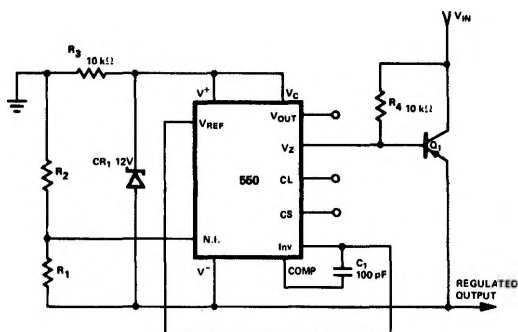 VIN
R3 10 kΩ
V+
VC
R4 10 kΩ
VREF
VOUT
VZ
Q1
R2
CR1 12V
550
CL
CS
N.I.
Inv
R1
V−
COMP
C1
100 pF
REGULATED
OUTPUT